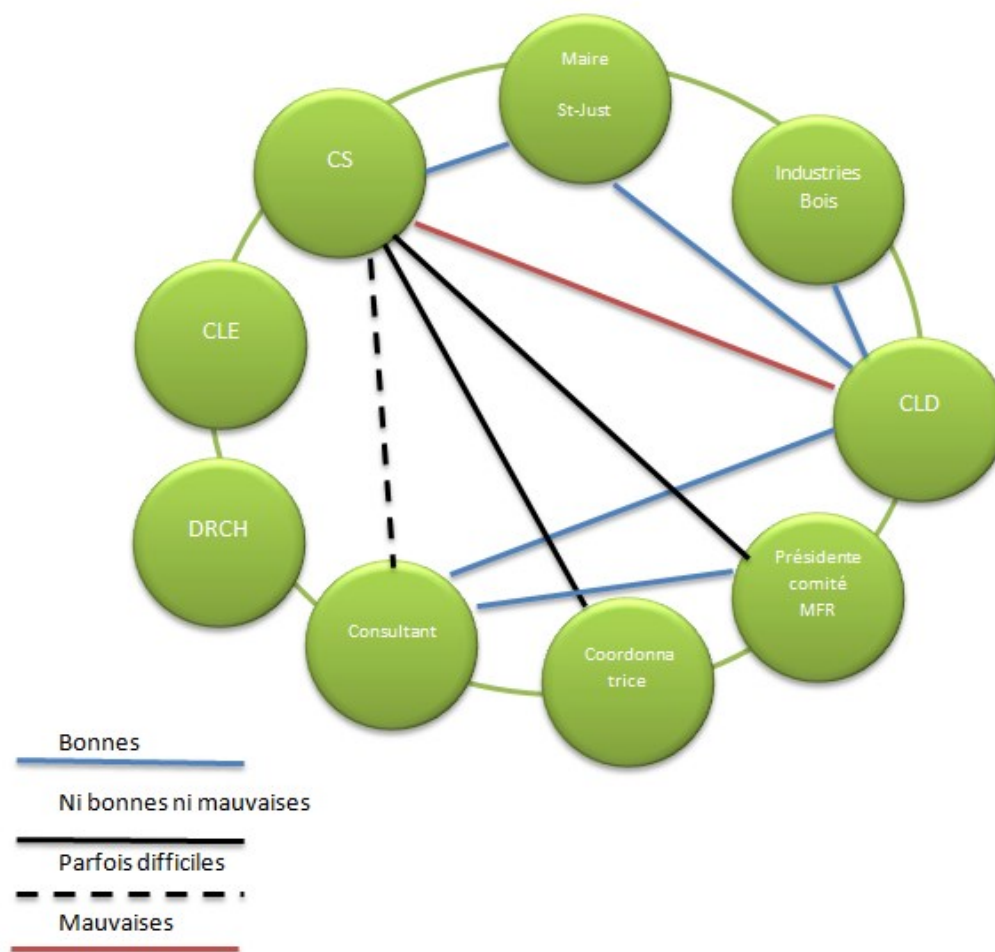 Maire
St-Just
CS
Industries
Bois
CLE
CLD
DRCH
Présidente
comité
MFR
Consultant
Coordonna
trice
Bonnes
Ni bonnes ni mauvaises
Parfois difficiles
Mauvaises